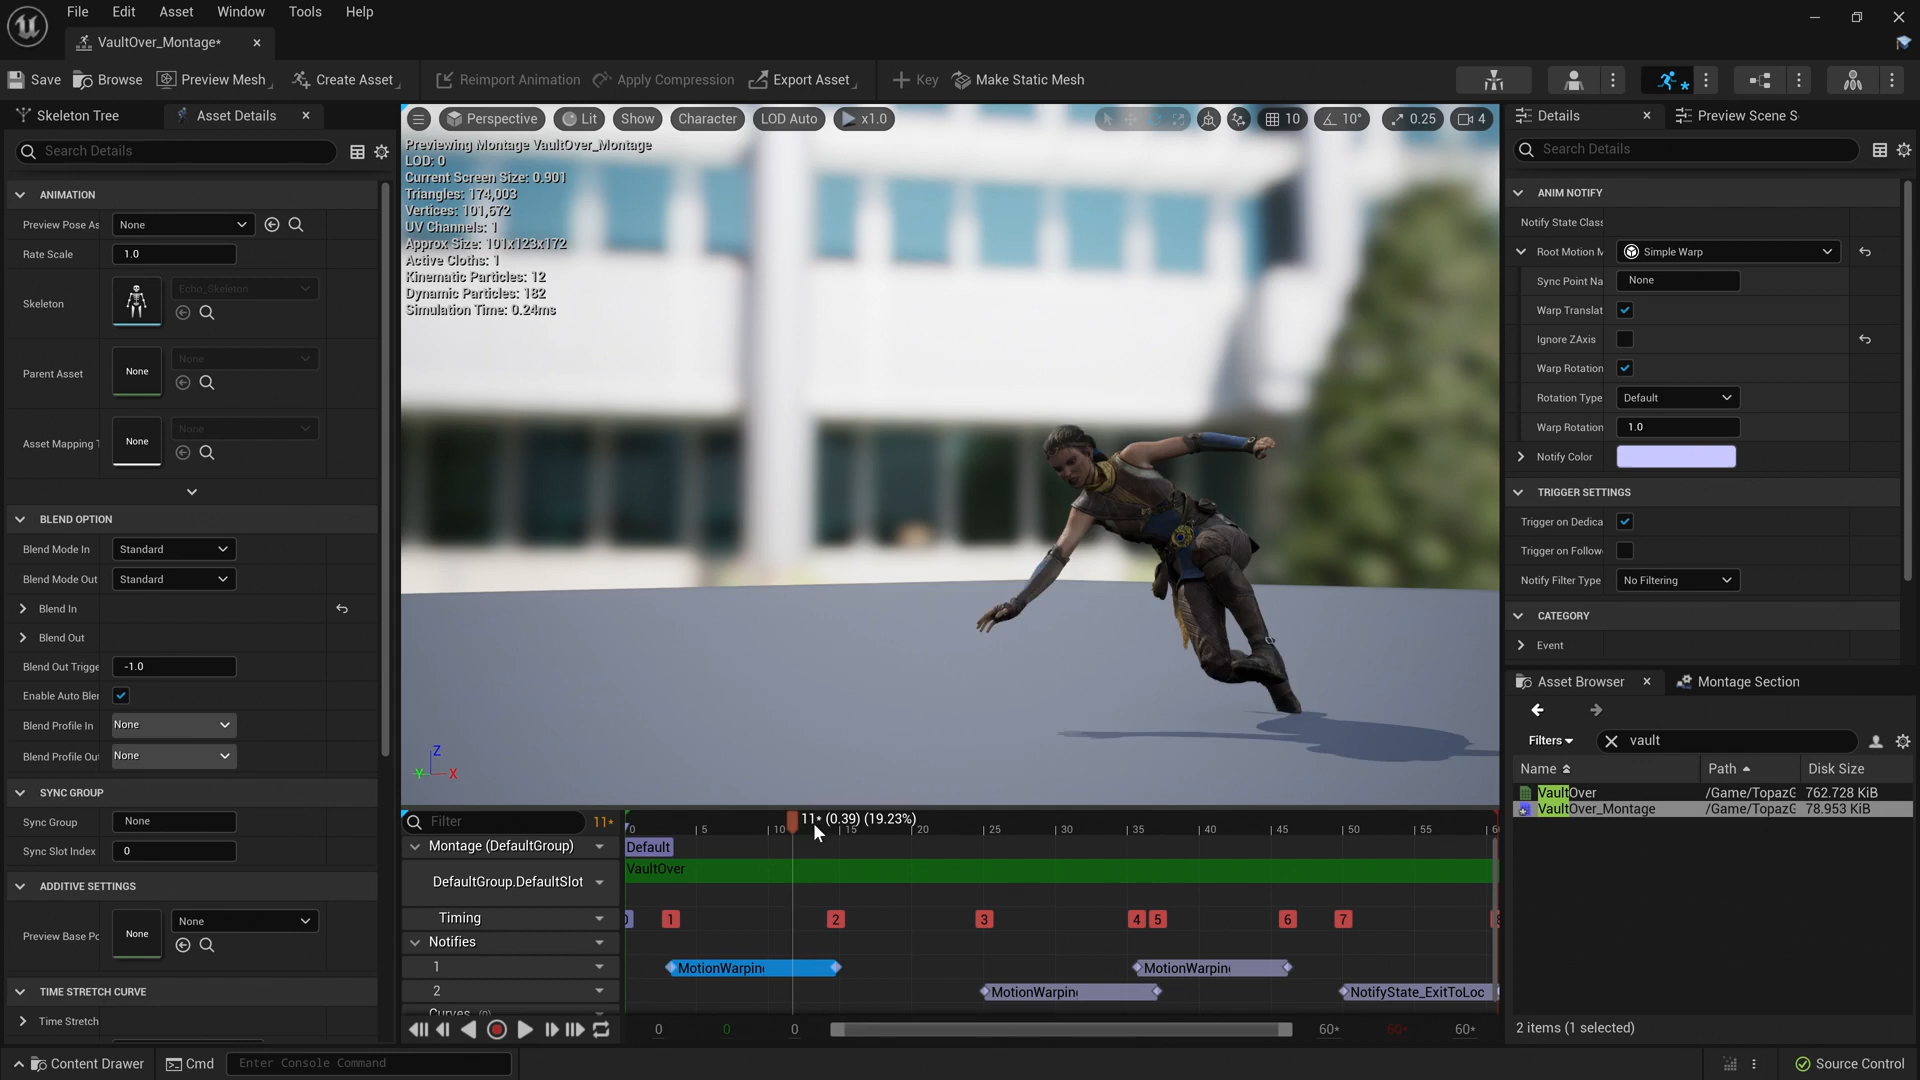 File Edit Asset Window Tools Help
VaultOver_Montage*
Save Browse Preview Mesh Create Asset Reimport Animation Apply Compression Export Asset Key Make Static Mesh
Skeleton Tree Asset Details
Search Details
ANIMATION
Preview Pose As None
Rate Scale 1.0
Skeleton Echo_Skeleton
Parent Asset None None
Asset Mapping T None None
BLEND OPTION
Blend Mode In Standard
Blend Mode Out Standard
Blend In
Blend Out
Blend Out Trigge -1.0
Enable Auto Ble
Blend Profile In None
Blend Profile Ou None
SYNC GROUP
Sync Group None
Sync Slot Index 0
ADDITIVE SETTINGS
Preview Base Po None None
TIME STRETCH CURVE
Time Stretch
Perspective Lit Show Character LOD Auto x1.0 10 10° 0.25 4
Previewing Montage VaultOver_Montage
LOD: 0
Current Screen Size: 0.901
Triangles: 174,003
Vertices: 101,672
UV Channels: 1
Approx Size: 101x123x172
Active Cloths: 1
Kinematic Particles: 12
Dynamic Particles: 182
Simulation Time: 0.24ms
Z
Y X
Filter 11* 11* (0.39) (19.23%)
0 5 10 15 20 25 30 35 40 45 50 55 60
Montage (DefaultGroup) Default
VaultOver
DefaultGroup.DefaultSlot
Timing 1 2 3 4 5 6 7
Notifies
1 MotionWarpin MotionWarpin
2 MotionWarpin NotifyState_ExitToLoc
Curves (0)
0 0 0 60* 60* 60*
Details Preview Scene S
Search Details
ANIM NOTIFY
Notify State Class
Root Motion M Simple Warp
Sync Point Na None
Warp Translat
Ignore ZAxis
Warp Rotation
Rotation Type Default
Warp Rotation 1.0
Notify Color
TRIGGER SETTINGS
Trigger on Dedica
Trigger on Follow
Notify Filter Type No Filtering
CATEGORY
Event
Asset Browser Montage Section
Filters vault
Name Path Disk Size
VaultOver /Game/TopazG 762.728 KiB
VaultOver_Montage /Game/TopazG 78.953 KiB
2 items (1 selected)
Content Drawer Cmd Enter Console Command Source Control